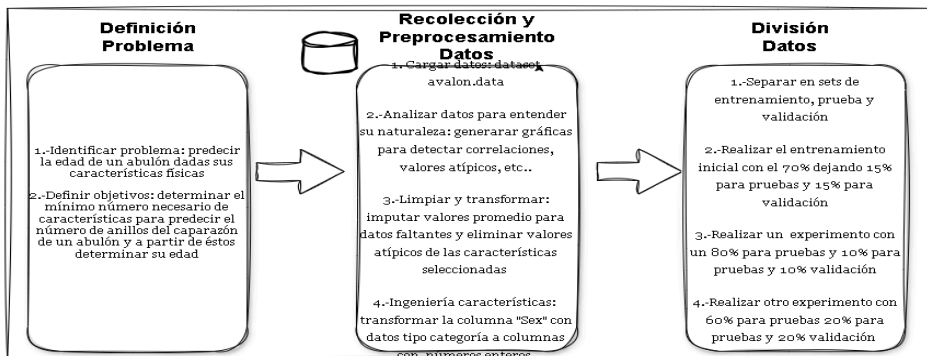 Definición
Problema
1.-Identificar problema: predecir
la edad de un abulón dadas sus
características físicas
2.-Definir objetivos: determinar el
mínimo número necesario de
características para predecir el
número de anillos del caparazón
de un abulón y a partir de éstos
determinar su edad
Recolección y
Preprocesamiento
Datos
1.-Cargar datos: dataset
avalon.data
2.-Analizar datos para entender
su naturaleza: generarar gráficas
para detectar correlaciones,
valores atípicos, etc..
3.-Limpiar y transformar:
imputar valores promedio para
datos faltantes y eliminar valores
atípicos de las características
seleccionadas
4.-Ingeniería características:
transformar la columna "Sex" con
datos tipo categoría a columnas
con números enteros
División
Datos
1.-Separar en sets de
entrenamiento, prueba y
validación
2.-Realizar el entrenamiento
inicial con el 70% dejando 15%
para pruebas y 15% para
validación
3.-Realizar un experimento con
un 80% para pruebas y 10% para
pruebas y 10% validación
4.-Realizar otro experimento con
60% para pruebas 20% para
pruebas y 20% validación